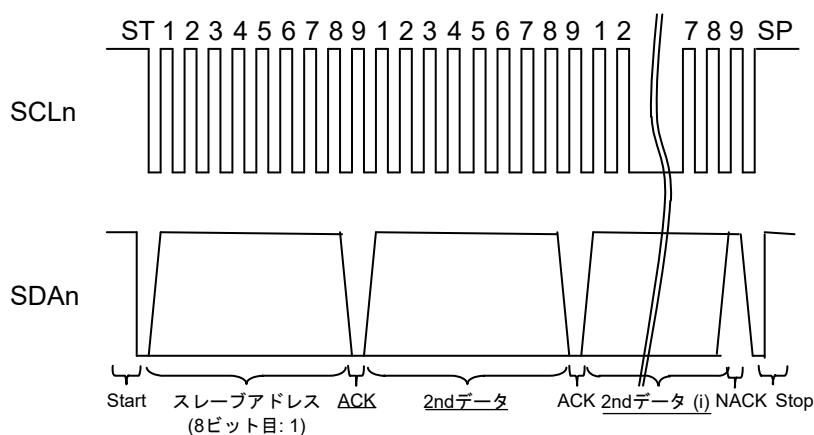 ST 1 2 3 4 5 6 7 8 9 1 2 3 4 5 6 7 8 9 1 2 7 8 9 SP
SCLn
SDAn
Start スレーブアドレス ACK 2ndデータ ACK 2ndデータ (i) NACK Stop
(8ビット目: 1)